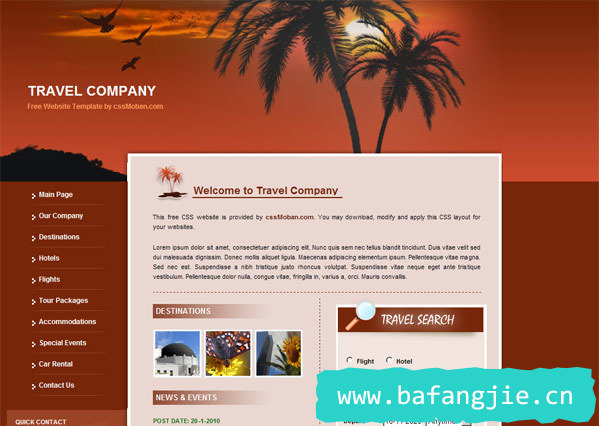 TRAVEL COMPANY
Free Website Template by cssMoban.com
Main Page
Our Company
Destinations
Hotels
Flights
Tour Packages
Accommodations
Special Events
Car Rental
Contact Us
QUICK CONTACT
Welcome to Travel Company
This free CSS website is provided by cssMoban.com. You may download, modify and apply this CSS layout for
your websites.
Lorem ipsum dolor sit amet, consectetuer adipiscing elit. Nunc quis sem nec tellus blandit tincidunt. Duis vitae velit sed
dui malesuada dignissim. Donec mollis aliquet ligula. Maecenas adipiscing elementum ipsum. Pellentesque vitae magna.
Sed nec est. Suspendisse a nibh tristique justo rhoncus volutpat. Suspendisse vitae neque eget ante tristique
vestibulum. Pellentesque dolor nulla, congue vitae, fringilla in, varius a, orci. Mauris convallis.
DESTINATIONS
NEWS & EVENTS
POST DATE: 20-1-2010
TRAVEL SEARCH
Flight
Hotel
www.bafangjie.cn